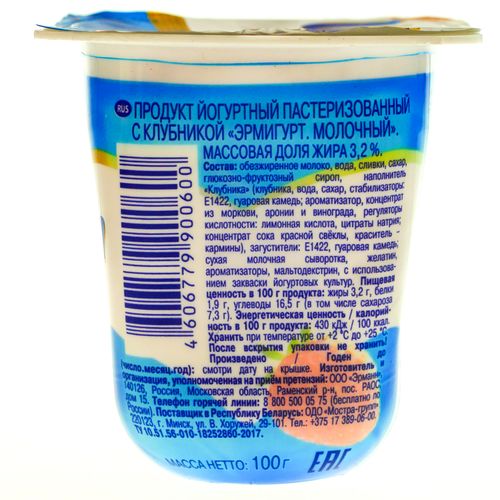 RUS ПРОДУКТ ЙОГУРТНЫЙ ПАСТЕРИЗОВАННЫЙ
С КЛУБНИКОЙ «ЭРМИГУРТ. МОЛОЧНЫЙ».
МАССОВАЯ ДОЛЯ ЖИРА 3,2 %.
Состав: обезжиренное молоко, вода, сливки, сахар,
глюкозно-фруктозный сироп, наполнитель
«Клубника» (клубника, вода, сахар, стабилизаторы:
Е1422, гуаровая камедь; ароматизатор, концентрат
из моркови, аронии и винограда, регуляторы
кислотности: лимонная кислота, цитраты натрия;
концентрат сока красной свёклы, краситель -
кармины), загустители: Е1422, гуаровая камедь;
сухая молочная сыворотка, желатин,
ароматизаторы, мальтодекстрин, с использова-
нием закваски йогуртовых культур. Пищевая
ценность в 100 г продукта: жиры 3,2 г, белки
1,9 г, углеводы 16,5 г (в том числе сахароза
7,3 г). Энергетическая ценность / калорий-
ность в 100 г продукта: 430 кДж / 100 ккал.
Хранить при температуре от +2 °С до +25 °С.
После вскрытия упаковки не хранить!
Произведено / Годен до
(число.месяц.год): смотри дату на крышке. Изготовитель и
организация, уполномоченная на приём претензий: ООО «Эрманн»,
140126, Россия, Московская область, Раменский р-н, пос. РАОС,
дом 15. Телефон горячей линии: 8 800 500 05 75 (бесплатно по
России). Поставщик в Республику Беларусь: ОДО «Мостра-групп»,
220123, г. Минск, ул. В. Хоружей, 29-101. Тел.: +375 17 389-06-00.
ТУ 10.51.56-010-18252860-2017.
МАССА НЕТТО: 100 г
EAC
4 606779 900600